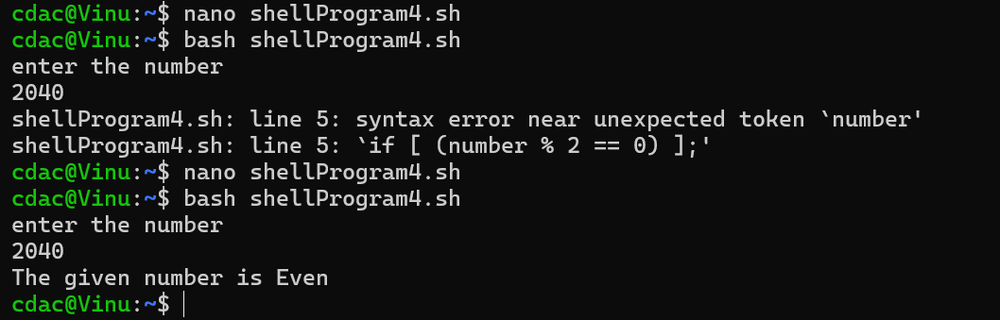 cdac@Vinu:~$ nano shellProgram4.sh
cdac@Vinu:~$ bash shellProgram4.sh
enter the number
2040
shellProgram4.sh: line 5: syntax error near unexpected token `number'
shellProgram4.sh: line 5: `if [ (number % 2 == 0) ];'
cdac@Vinu:~$ nano shellProgram4.sh
cdac@Vinu:~$ bash shellProgram4.sh
enter the number
2040
The given number is Even
cdac@Vinu:~$